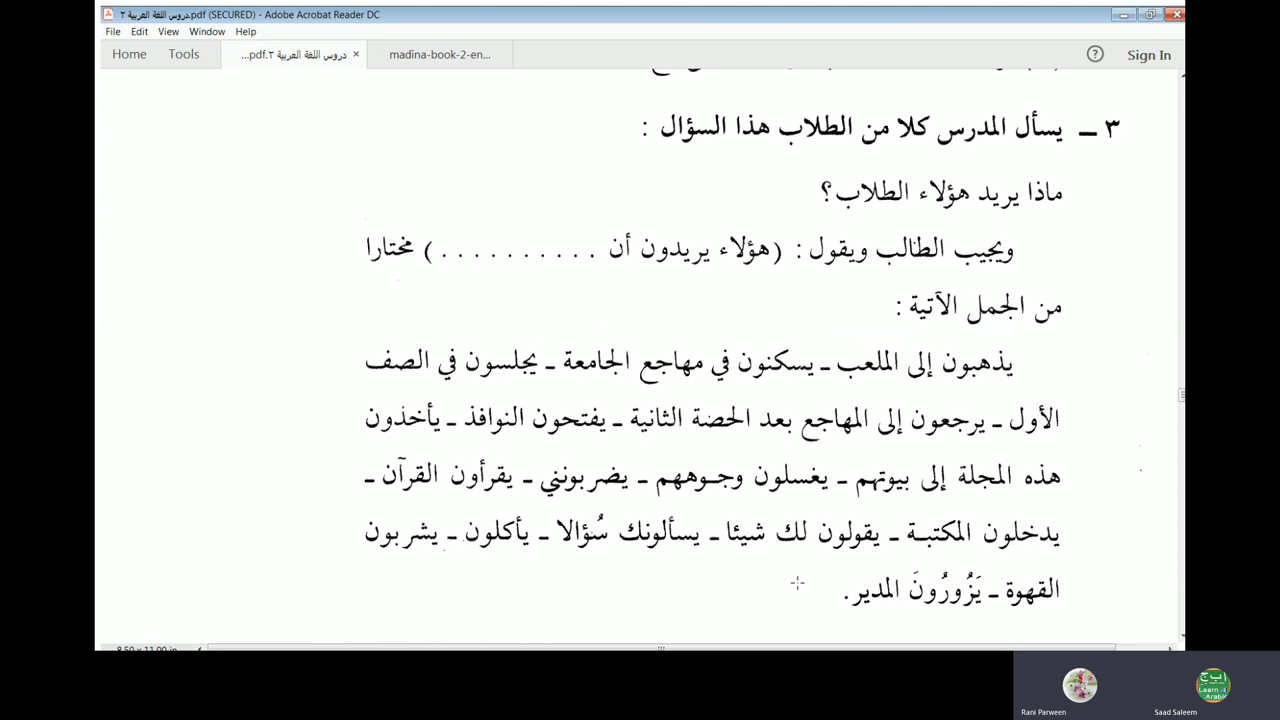 دروس اللغة العربية ٢.pdf (SECURED) - Adobe Acrobat Reader DC
File Edit View Window Help
Home Tools دروس اللغة العربية ٢.pdf... × madina-book-2-en... ? Sign In
٣ ـ يسأل المدرس كلا من الطلاب هذا السؤال :
ماذا يريد هؤلاء الطلاب؟
ويجيب الطالب ويقول : (هؤلاء يريدون أن . . . . . . . . . .) مختارا
من الجمل الآتية :
يذهبون إلى الملعب ـ يسكنون في مهاجع الجامعة ـ يجلسون في الصف
الأول ـ يرجعون إلى المهاجع بعد الحصة الثانية ـ يفتحون النوافذ ـ يأخذون
هذه المجلة إلى بيوتهم ـ يغسلون وجوههم ـ يضربونني ـ يقرأون القرآن ـ
يدخلون المكتبة ـ يقولون لك شيئا ـ يسألونك سُؤالا ـ يأكلون ـ يشربون
القهوة ـ يَزُورُونَ المدير.
8.50 x 11.00 in
Rani Parween
Saad Saleem